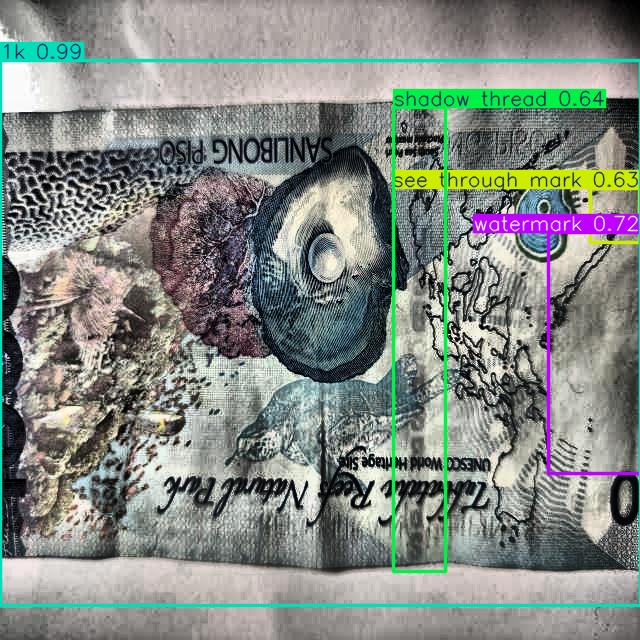 1k 0.99
shadow thread 0.64
see through mark 0.63
watermark 0.72
SANLIBONG PISO
UNESCO World Heritage Site
Tubbataha Reefs Natural Park
0